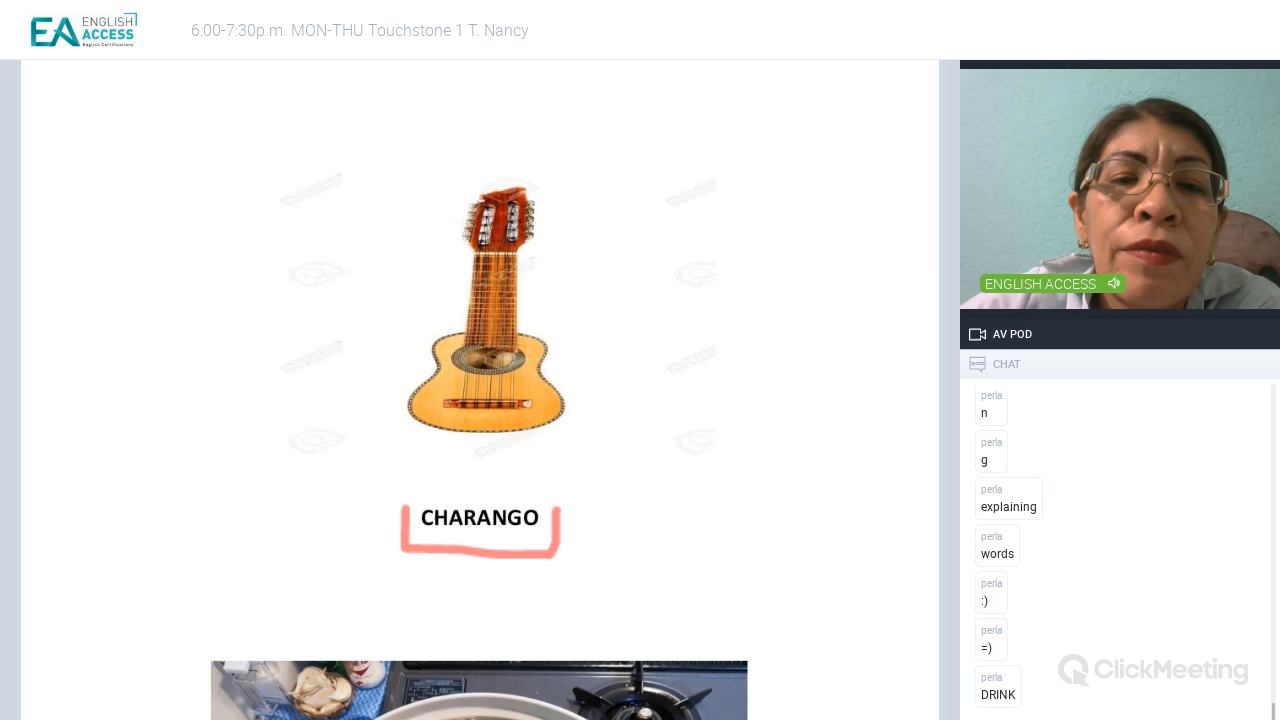 EA ENGLISH
ACCESS
English Certifications
6:00-7:30p.m. MON-THU Touchstone 1 T. Nancy
CHARANGO
ENGLISH ACCESS
AV POD
CHAT
perla
n
perla
g
perla
explaining
perla
words
perla
:)
perla
=)
perla
DRINK
ClickMeeting